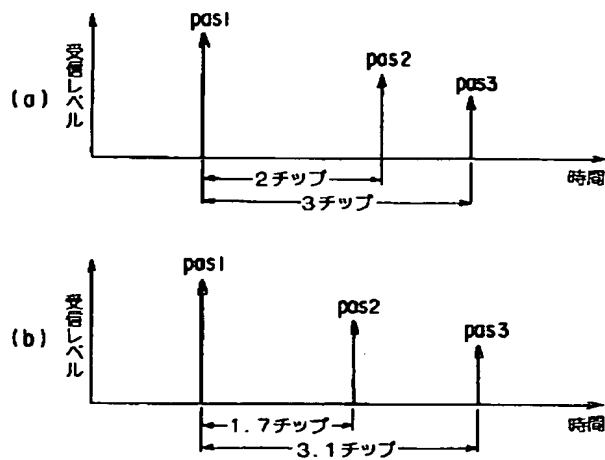 (a)
受信レベル
pas1
pas2
pas3
2チップ
3チップ
時間
(b)
受信レベル
pas1
pas2
pas3
1.7チップ
3.1チップ
時間